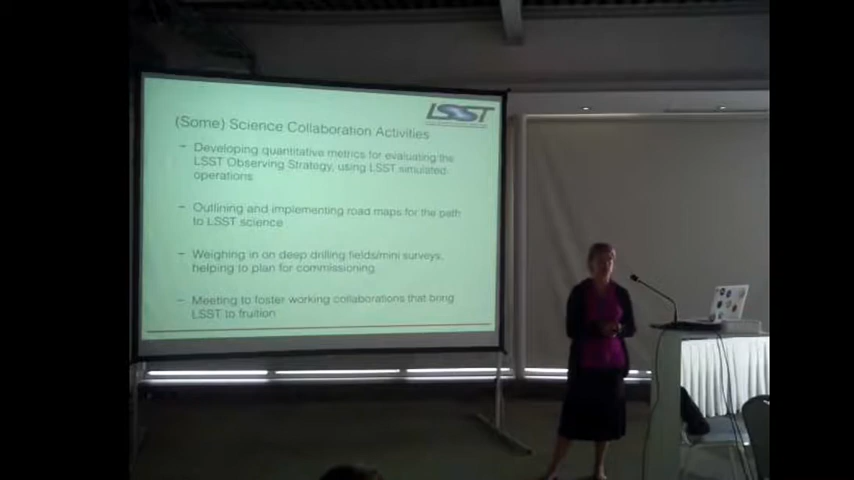 LSST
(Some) Science Collaboration Activities
– Developing quantitative metrics for evaluating the
LSST Observing Strategy, using LSST simulated
operations
– Outlining and implementing road maps for the path
to LSST science
– Weighing in on deep drilling fields/mini surveys,
helping to plan for commissioning
– Meeting to foster working collaborations that bring
LSST to fruition